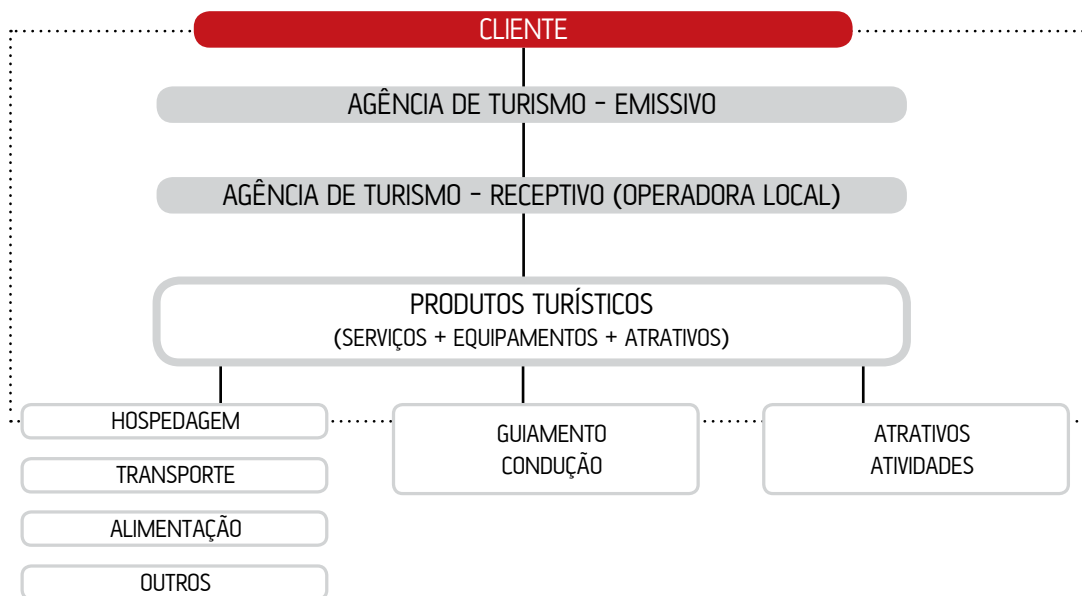 CLIENTE
AGÊNCIA DE TURISMO - EMISSIVO
AGÊNCIA DE TURISMO - RECEPTIVO (OPERADORA LOCAL)
PRODUTOS TURÍSTICOS
(SERVIÇOS + EQUIPAMENTOS + ATRATIVOS)
HOSPEDAGEM
TRANSPORTE
ALIMENTAÇÃO
OUTROS
GUIAMENTO
CONDUÇÃO
ATRATIVOS
ATIVIDADES